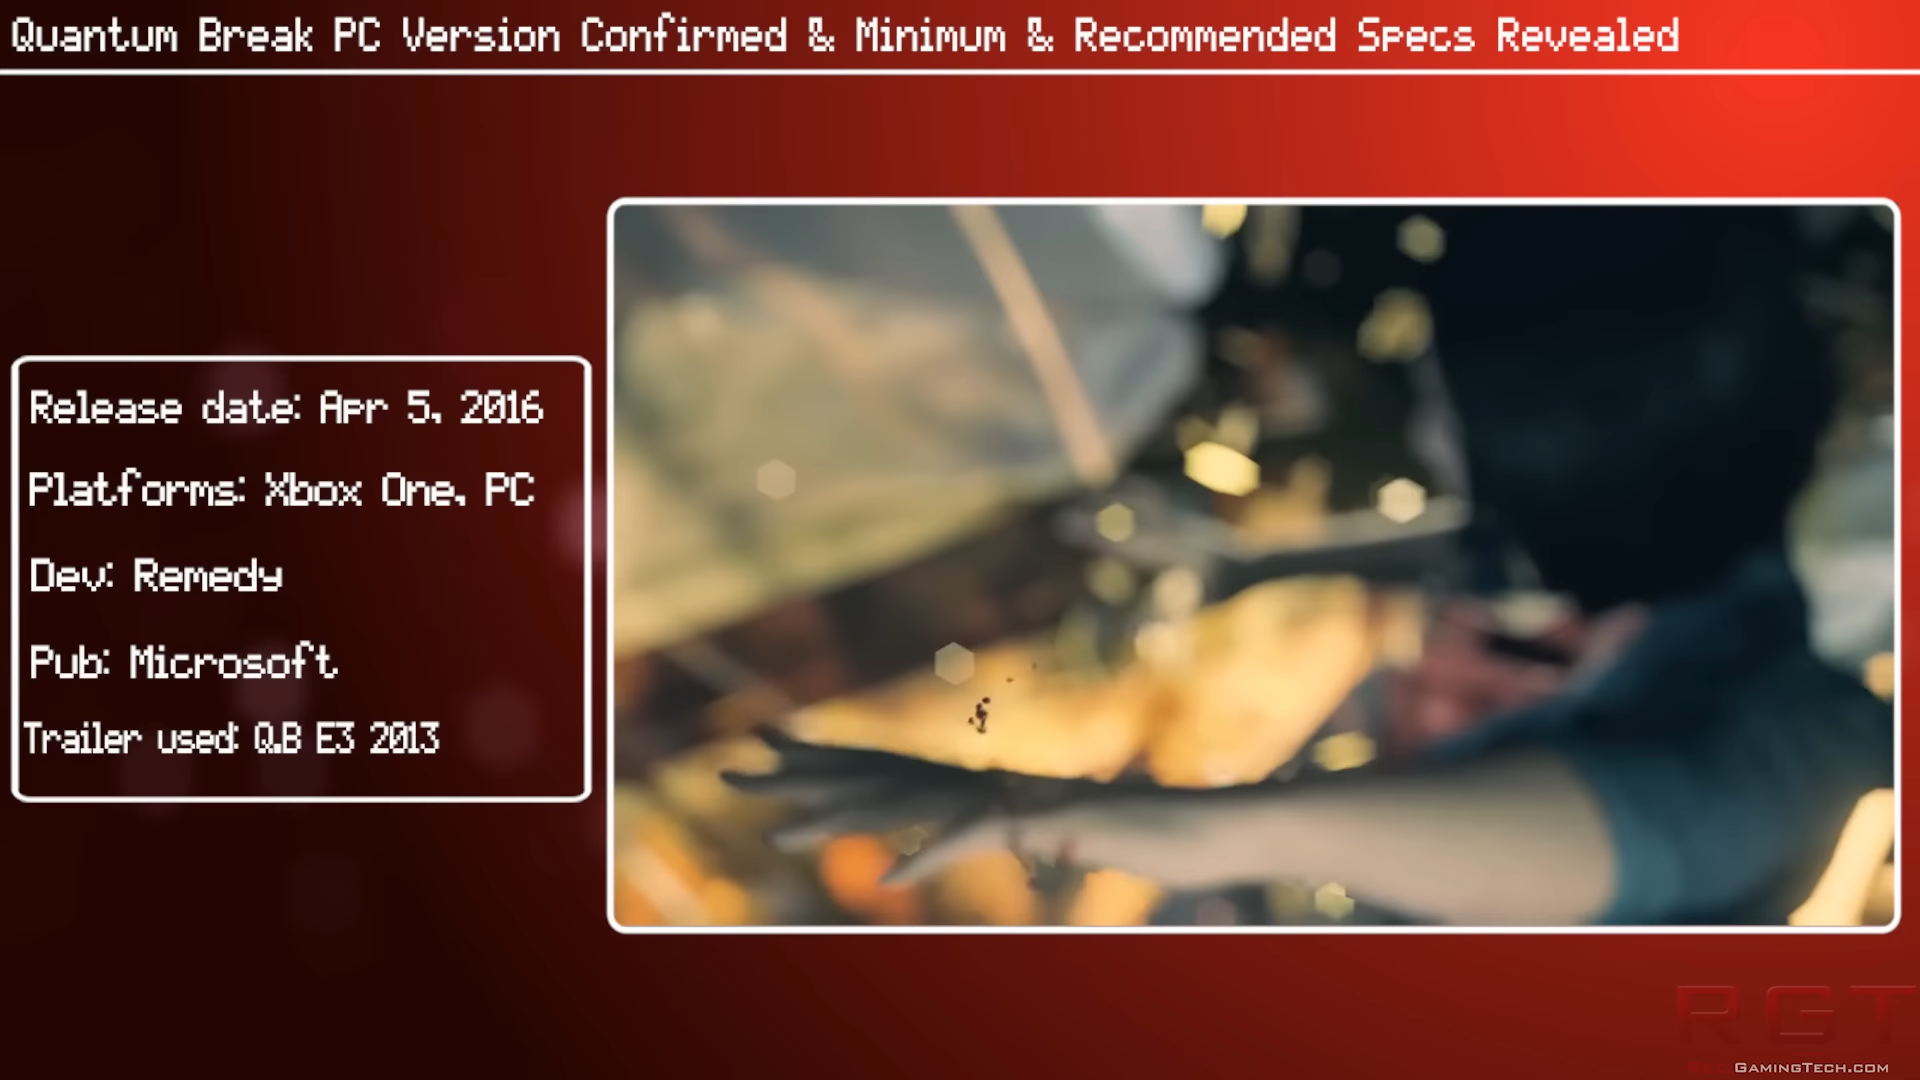 Quantum Break PC Version Confirmed & Minimum & Recommended Specs Revealed
Release date: Apr 5, 2016
Platforms: Xbox One, PC
Dev: Remedy
Pub: Microsoft
Trailer used: Q.B E3 2013
RGT
GamingTech.com